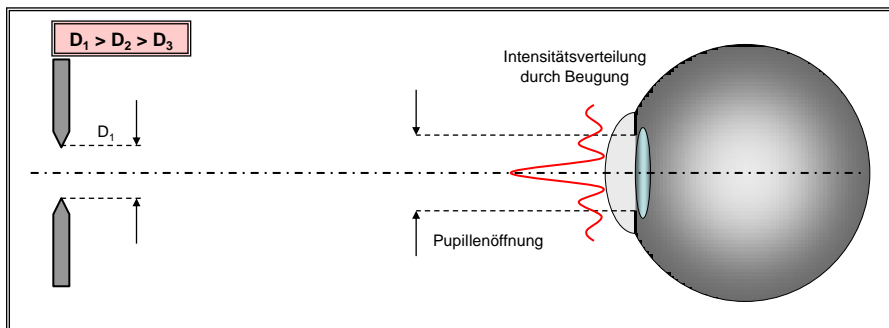 D₁ > D₂ > D₃
Intensitätsverteilung
durch Beugung
D₁
Pupillenöffnung